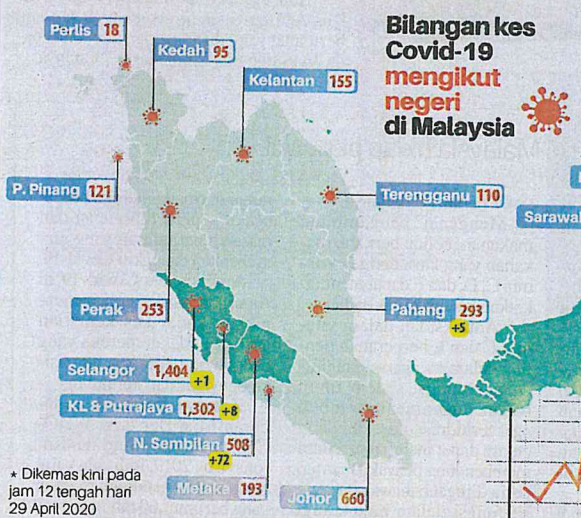 Bilangan kes
Covid-19
mengikut
negeri
di Malaysia
Perlis 18
Kedah 95
Kelantan 155
P. Pinang 121
Terengganu 110
Perak 253
Pahang 293
+5
Selangor 1,404
+1
KL & Putrajaya 1,302 +8
N. Sembilan 508
+72
Melaka 193
Johor 660
* Dikemas kini pada
jam 12 tengah hari
29 April 2020